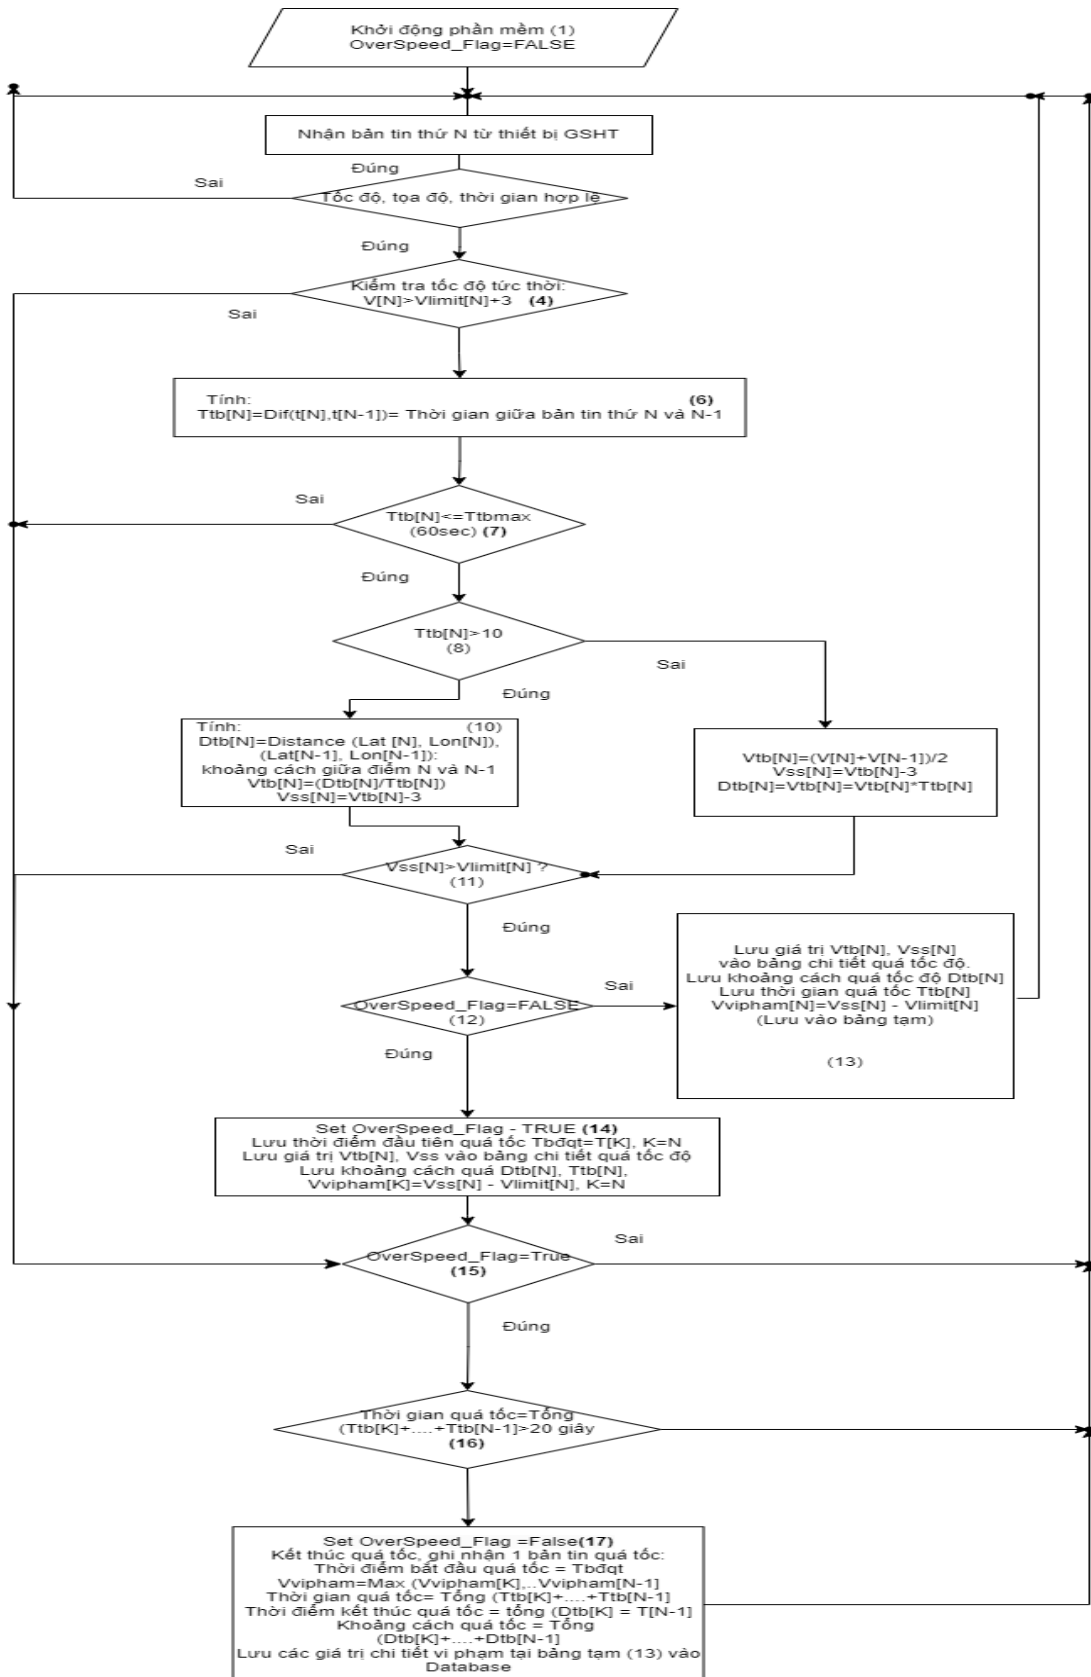 Khởi động phần mềm (1)
OverSpeed_Flag=FALSE
Nhận bản tin thứ N từ thiết bị GSHT
Đúng
Sai
Tốc độ, tọa độ, thời gian hợp lệ
Đúng
Kiểm tra tốc độ tức thời:
V[N]>Vlimit[N]+3 (4)
Sai
Tính: (6)
Ttb[N]=Dif(t[N],t[N-1])= Thời gian giữa bản tin thứ N và N-1
Sai
Ttb[N]<=Ttbmax
(60sec) (7)
Đúng
Ttb[N]>10
(8)
Sai
Đúng
Tính: (10)
Dtb[N]=Distance (Lat [N], Lon[N]),
(Lat[N-1], Lon[N-1]):
khoảng cách giữa điểm N và N-1
Vtb[N]=(Dtb[N]/Ttb[N])
Vss[N]=Vtb[N]-3
Vtb[N]=(V[N]+V[N-1])/2
Vss[N]=Vtb[N]-3
Dtb[N]=Vtb[N]=Vtb[N]*Ttb[N]
Sai
Vss[N]>Vlimit[N] ?
(11)
Đúng
OverSpeed_Flag=FALSE
(12)
Sai
Lưu giá trị Vtb[N], Vss[N]
vào bảng chi tiết quá tốc độ.
Lưu khoảng cách quá tốc độ Dtb[N]
Lưu thời gian quá tốc Ttb[N]
Vvipham[N]=Vss[N] - Vlimit[N]
(Lưu vào bảng tạm)
(13)
Đúng
Set OverSpeed_Flag - TRUE (14)
Lưu thời điểm đầu tiên quá tốc Tbđqt=T[K], K=N
Lưu giá trị Vtb[N], Vss vào bảng chi tiết quá tốc độ
Lưu khoảng cách quá Dtb[N], Ttb[N],
Vvipham[K]=Vss[N] - Vlimit[N], K=N
OverSpeed_Flag=True
(15)
Sai
Đúng
Thời gian quá tốc=Tổng
(Ttb[K]+....+Ttb[N-1]>20 giây
(16)
Set OverSpeed_Flag =False(17)
Kết thúc quá tốc, ghi nhận 1 bản tin quá tốc:
Thời điểm bắt đầu quá tốc = Tbđqt
Vvipham=Max (Vvipham[K],..Vvipham[N-1]
Thời gian quá tốc= Tổng (Ttb[K]+....+Ttb[N-1]
Thời điểm kết thúc quá tốc = tổng (Dtb[K] = T[N-1]
Khoảng cách quá tốc = Tổng
(Dtb[K]+....+Dtb[N-1]
Lưu các giá trị chi tiết vi phạm tại bảng tạm (13) vào
Database